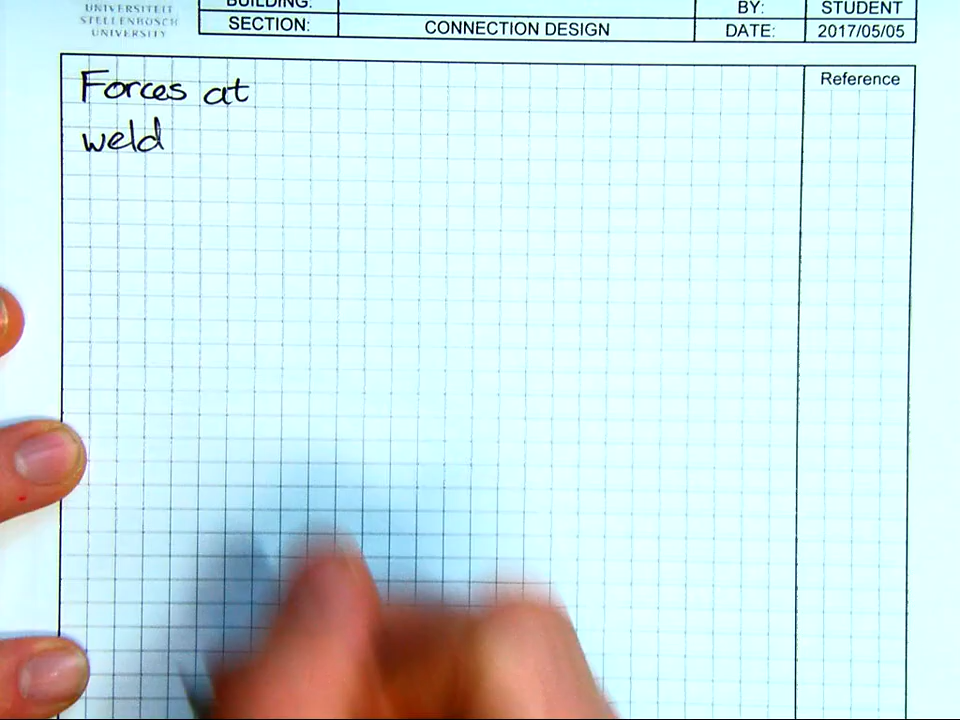 UNIVERSITEIT
STELLENBOSCH
UNIVERSITY
BUILDING:
BY:
STUDENT
SECTION:
CONNECTION DESIGN
DATE:
2017/05/05
Reference
Forces at
weld